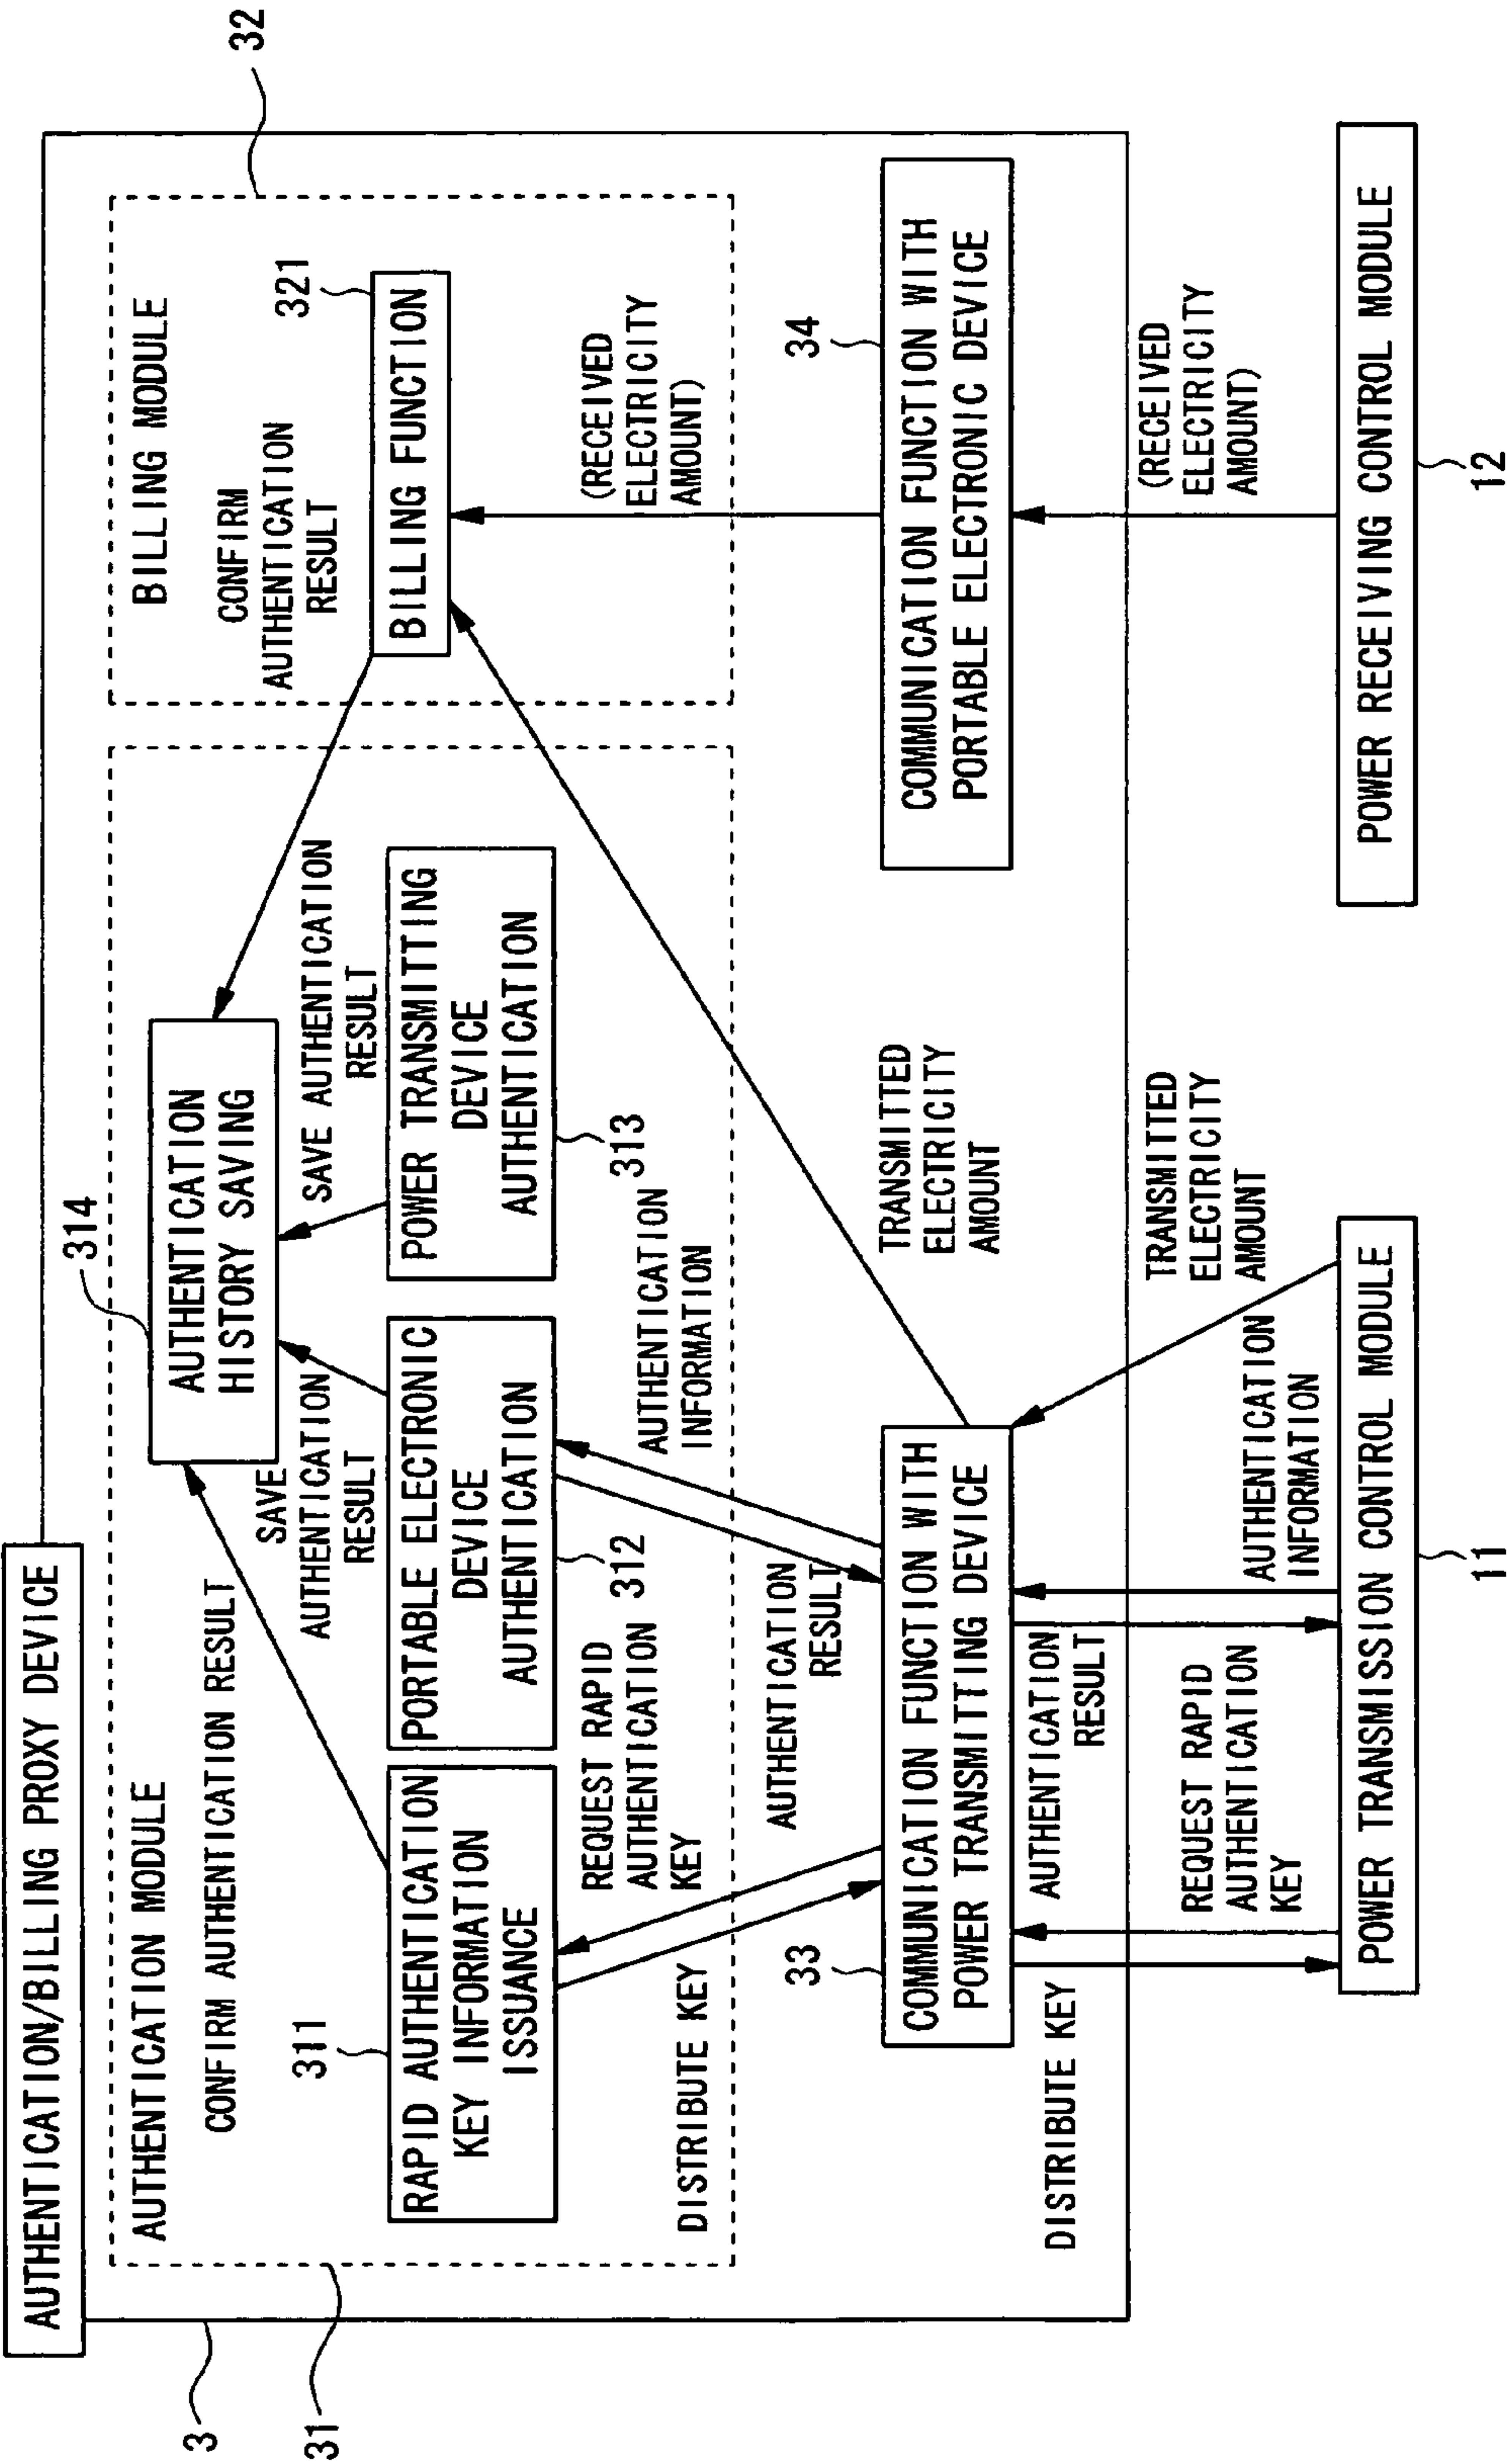 AUTHENTICATION/BILLING PROXY DEVICE
3
31
AUTHENTICATION MODULE
CONFIRM AUTHENTICATION RESULT
314
AUTHENTICATION
HISTORY SAVING
SAVE
AUTHENTICATION
RESULT
SAVE AUTHENTICATION
RESULT
311
RAPID AUTHENTICATION
KEY INFORMATION
ISSUANCE
PORTABLE ELECTRONIC
DEVICE
AUTHENTICATION
312
POWER TRANSMITTING
DEVICE
AUTHENTICATION
313
DISTRIBUTE KEY
REQUEST RAPID
AUTHENTICATION
KEY
AUTHENTICATION
RESULT
AUTHENTICATION
INFORMATION
32
BILLING MODULE
CONFIRM
AUTHENTICATION
RESULT
321
BILLING FUNCTION
(RECEIVED
ELECTRICITY
AMOUNT)
TRANSMITTED
ELECTRICITY
AMOUNT
33
COMMUNICATION FUNCTION WITH
POWER TRANSMITTING DEVICE
34
COMMUNICATION FUNCTION WITH
PORTABLE ELECTRONIC DEVICE
DISTRIBUTE KEY
REQUEST RAPID
AUTHENTICATION
KEY
AUTHENTICATION
RESULT
AUTHENTICATION
INFORMATION
TRANSMITTED
ELECTRICITY
AMOUNT
(RECEIVED
ELECTRICITY
AMOUNT)
POWER TRANSMISSION CONTROL MODULE
11
POWER RECEIVING CONTROL MODULE
12